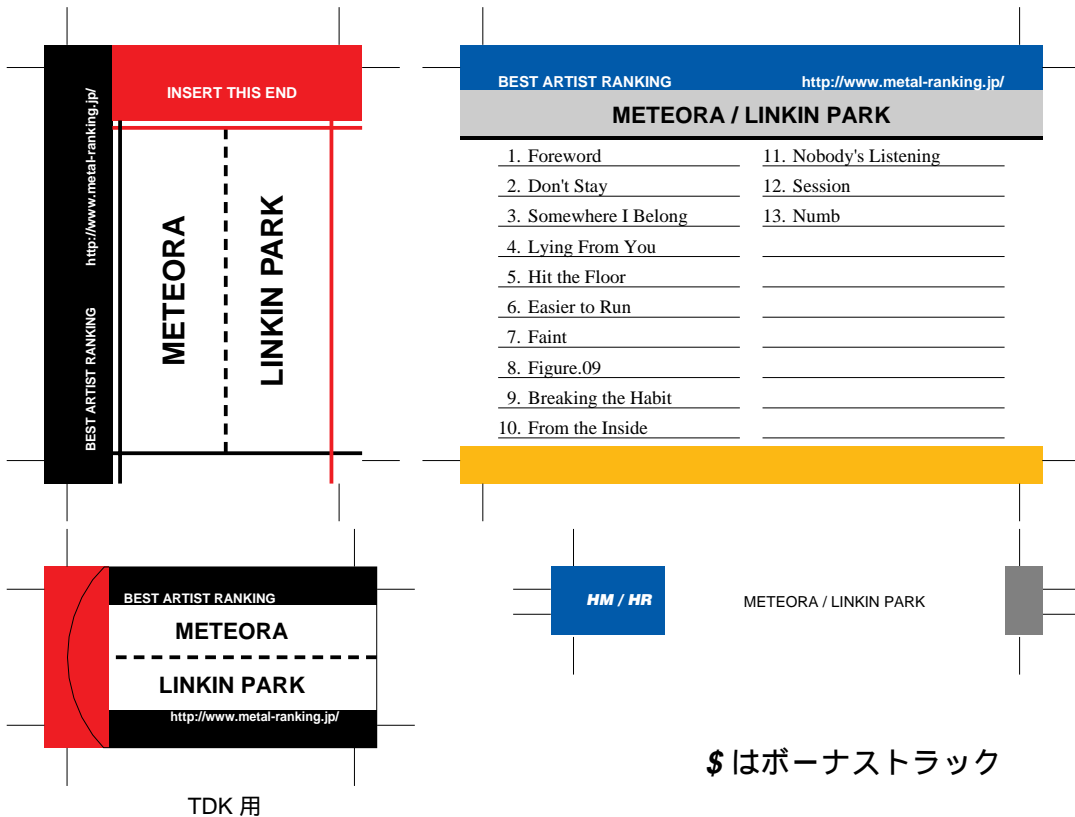 INSERT THIS END
BEST ARTIST RANKING http://www.metal-ranking.jp/
METEORA
LINKIN PARK
BEST ARTIST RANKING http://www.metal-ranking.jp/
METEORA / LINKIN PARK
1. Foreword
2. Don't Stay
3. Somewhere I Belong
4. Lying From You
5. Hit the Floor
6. Easier to Run
7. Faint
8. Figure.09
9. Breaking the Habit
10. From the Inside
11. Nobody's Listening
12. Session
13. Numb
BEST ARTIST RANKING
METEORA
LINKIN PARK
http://www.metal-ranking.jp/
TDK 用
HM / HR
METEORA / LINKIN PARK
$ はボーナストラック